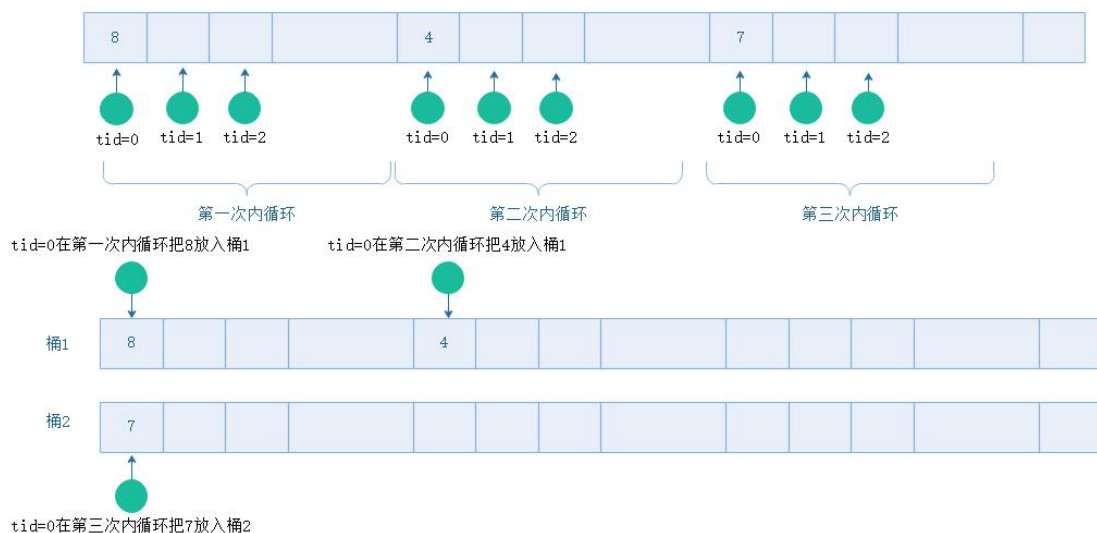 8 4 7
tid=0 tid=1 tid=2 tid=0 tid=1 tid=2 tid=0 tid=1 tid=2
第一次内循环 第二次内循环 第三次内循环
tid=0在第一次内循环把8放入桶1 tid=0在第二次内循环把4放入桶1
桶1 8 4
桶2 7
tid=0在第三次内循环把7放入桶2